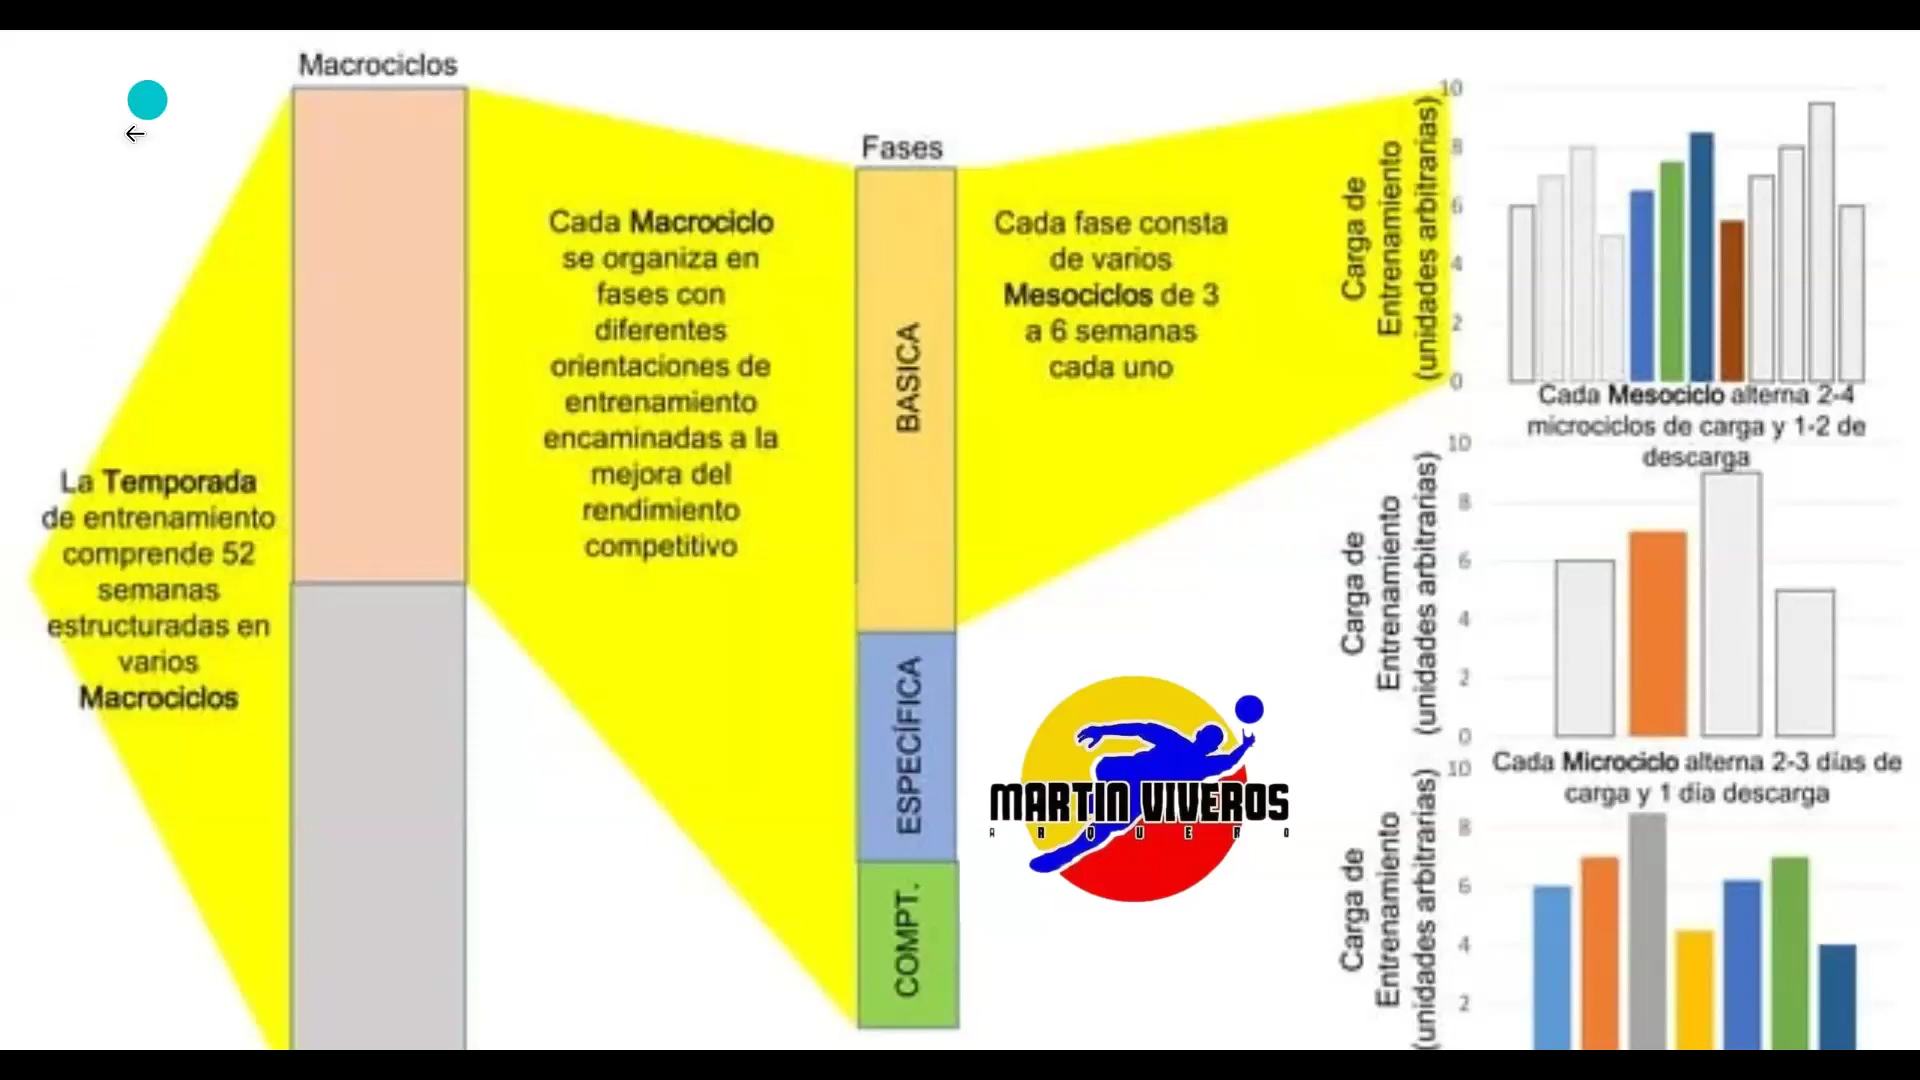 Macrociclos
La Temporada
de entrenamiento
comprende 52
semanas
estructuradas en
varios
Macrociclos
Cada Macrociclo
se organiza en
fases con
diferentes
orientaciones de
entrenamiento
encaminadas a la
mejora del
rendimiento
competitivo
Fases
BASICA
ESPECÍFICA
COMPT.
Cada fase consta
de varios
Mesociclos de 3
a 6 semanas
cada uno
MARTIN VIVEROS
ARQUERO
Carga de
Entrenamiento
(unidades arbitrarias)
10
8
6
4
2
0
Cada Mesociclo alterna 2-4
microciclos de carga y 1-2 de
descarga
Carga de
Entrenamiento
(unidades arbitrarias)
10
8
6
4
2
0
Cada Microciclo alterna 2-3 días de
carga y 1 día descarga
Carga de
Entrenamiento
(unidades arbitrarias)
10
8
6
4
2